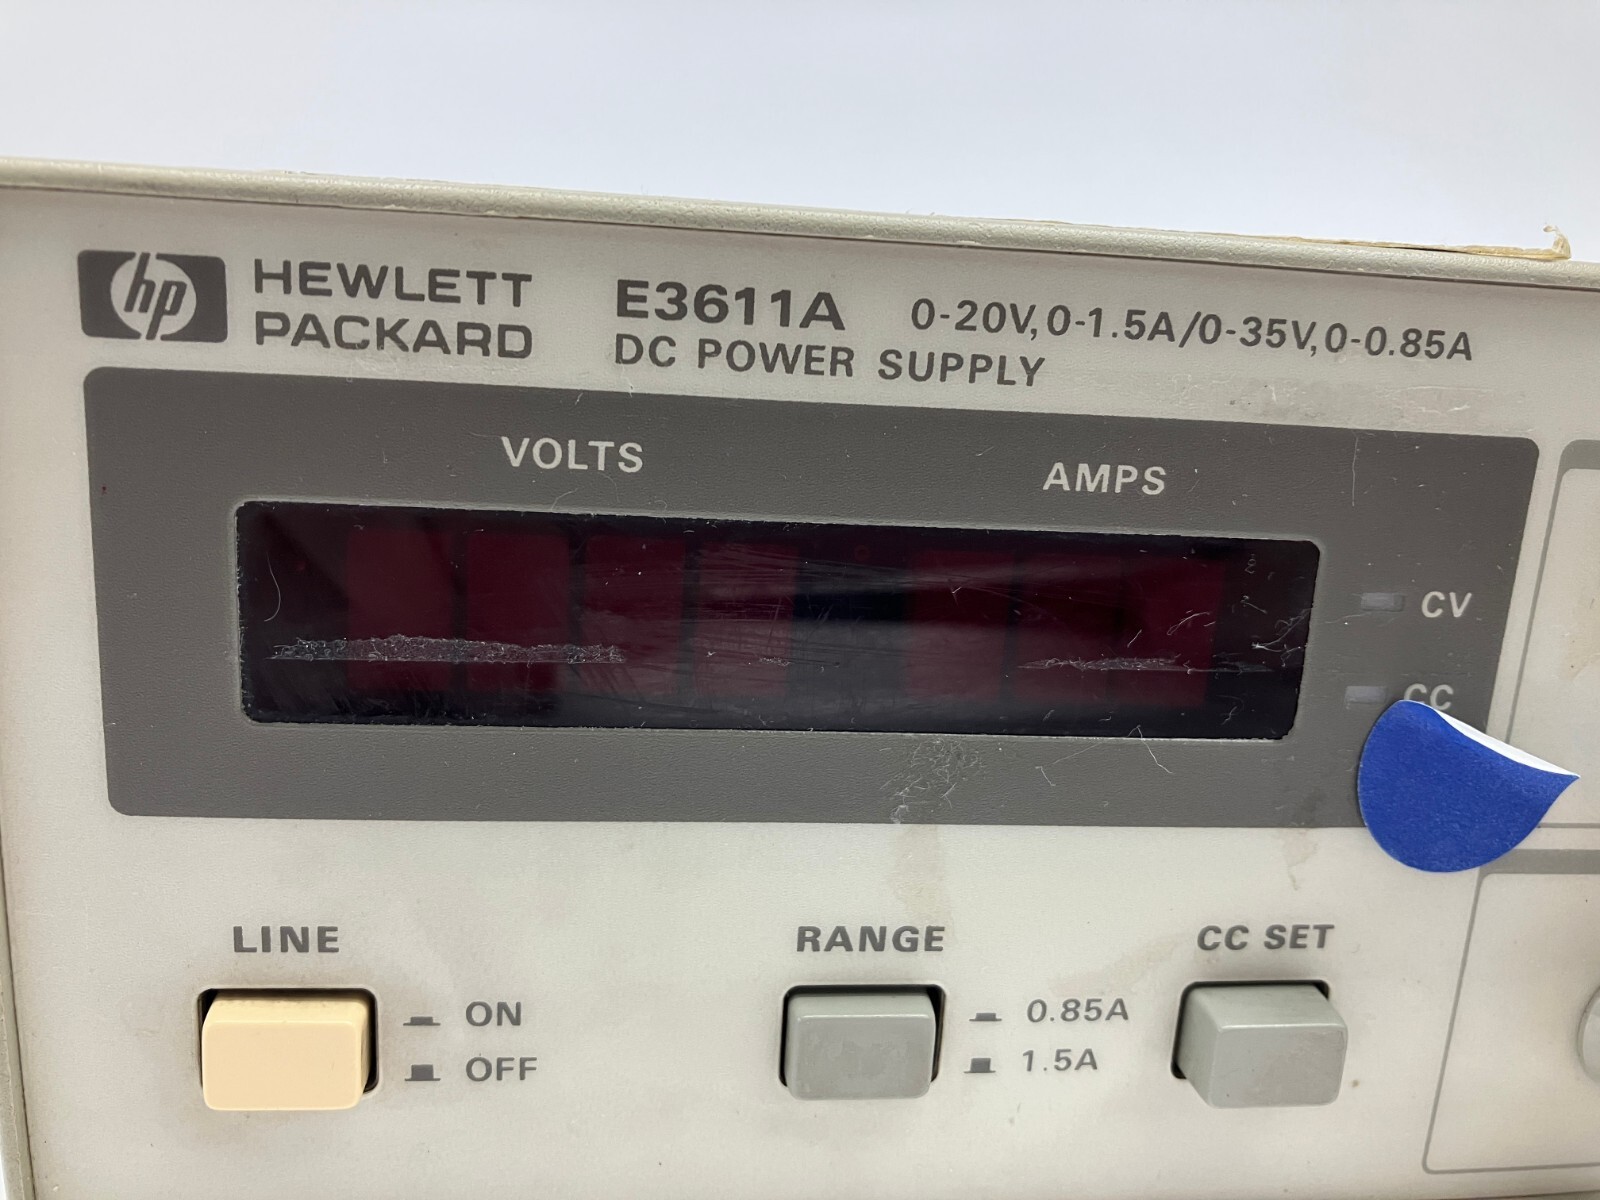 hp HEWLETT PACKARD
E3611A 0-20V,0-1.5A/0-35V,0-0.85A
DC POWER SUPPLY
VOLTS AMPS
CV
CC
LINE RANGE CC SET
ON 0.85A
OFF 1.5A